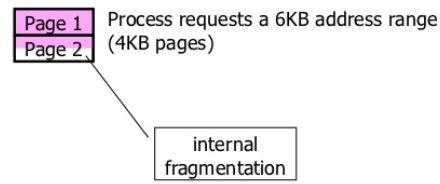 Page 1
Page 2
Process requests a 6KB address range
(4KB pages)
internal
fragmentation